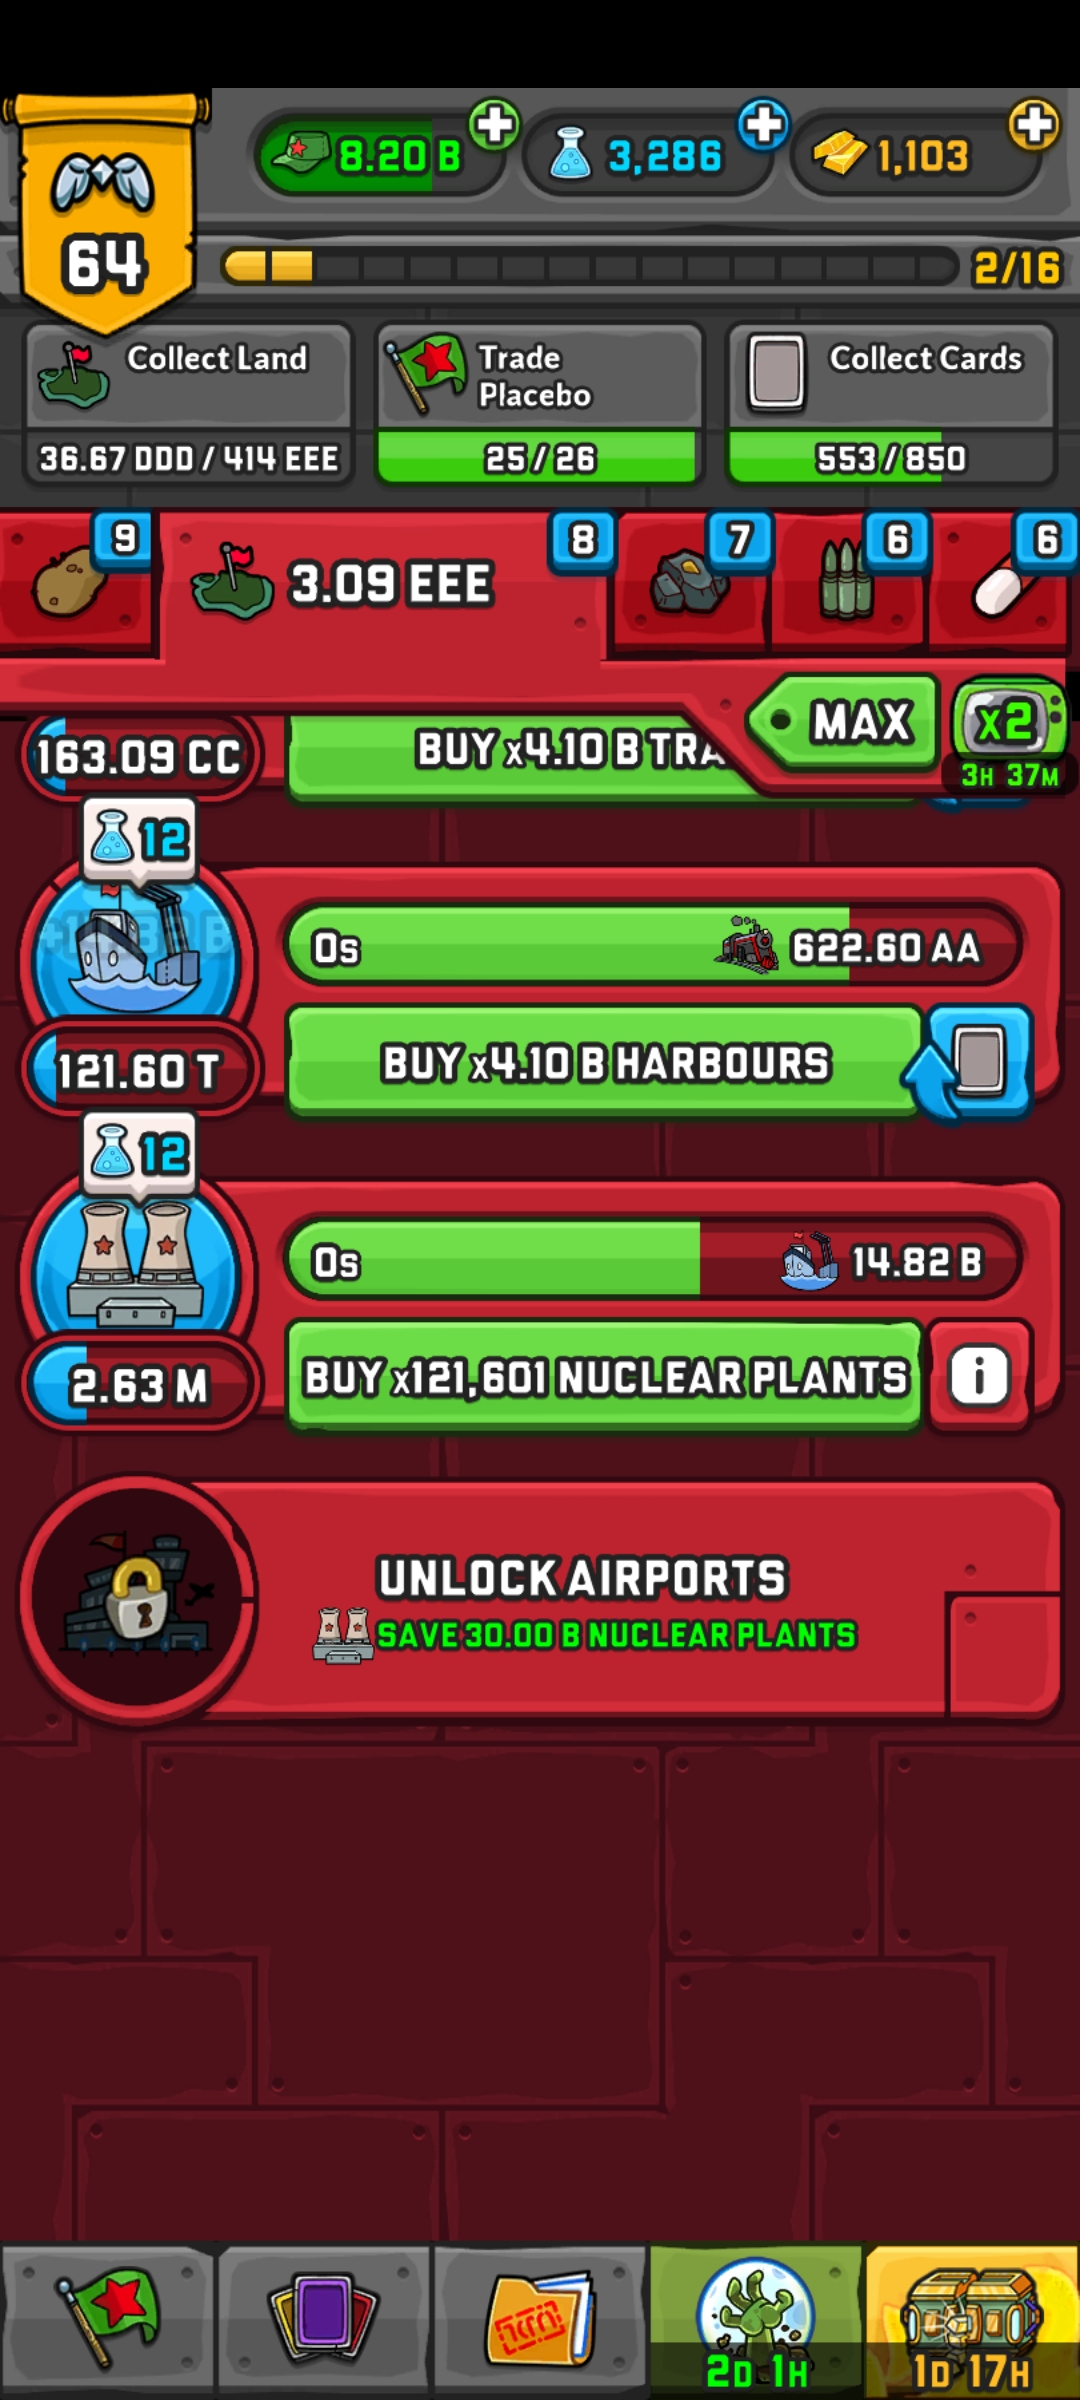 8.20 B
3,286
1,103
64
2/16
Collect Land
36.67 DDD / 414 EEE
Trade
Placebo
25 / 26
Collect Cards
553 / 850
9
3.09 EEE
8
7
6
6
MAX
x2
3H 37M
163.09 CC
BUY x4.10 B TRA
12
0s
622.60 AA
121.60 T
BUY x4.10 B HARBOURS
12
0s
14.82 B
2.63 M
BUY x121,601 NUCLEAR PLANTS
i
UNLOCK AIRPORTS
SAVE 30.00 B NUCLEAR PLANTS
2D 1H
1D 17H